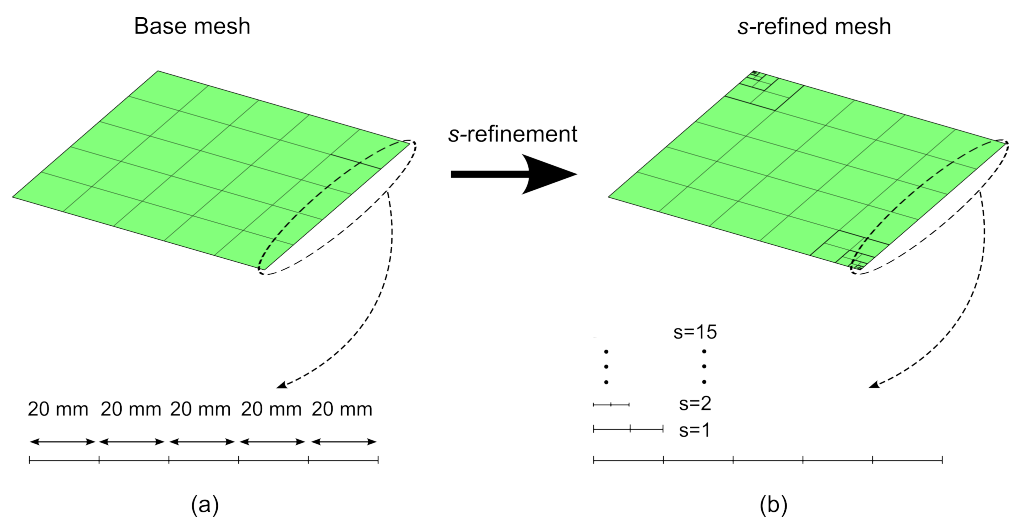 Base mesh
s-refined mesh
s-refinement
s=15
20 mm 20 mm 20 mm 20 mm 20 mm
s=2
s=1
(a)
(b)